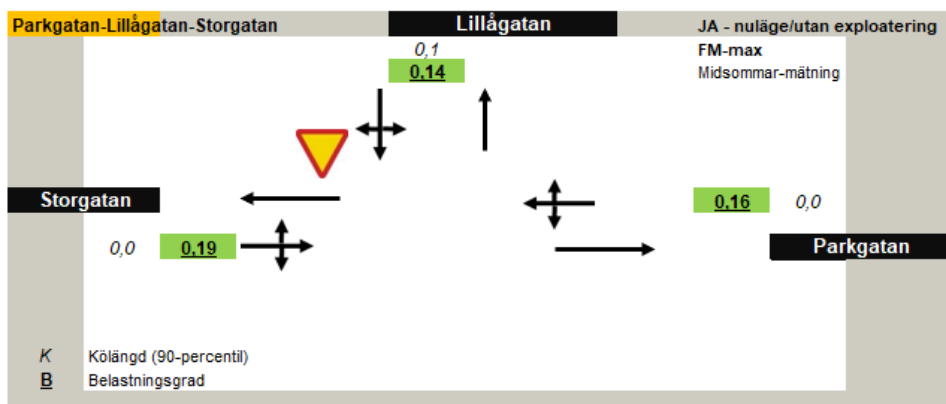 Parkgatan-Lillågatan-Storgatan
Lillågatan
JA - nuläge/utan exploatering
0,1
FM-max
0,14
Midsommar-mätning
Storgatan
0,16 0,0
0,0 0,19
Parkgatan
K Kölängd (90-percentil)
B Belastningsgrad